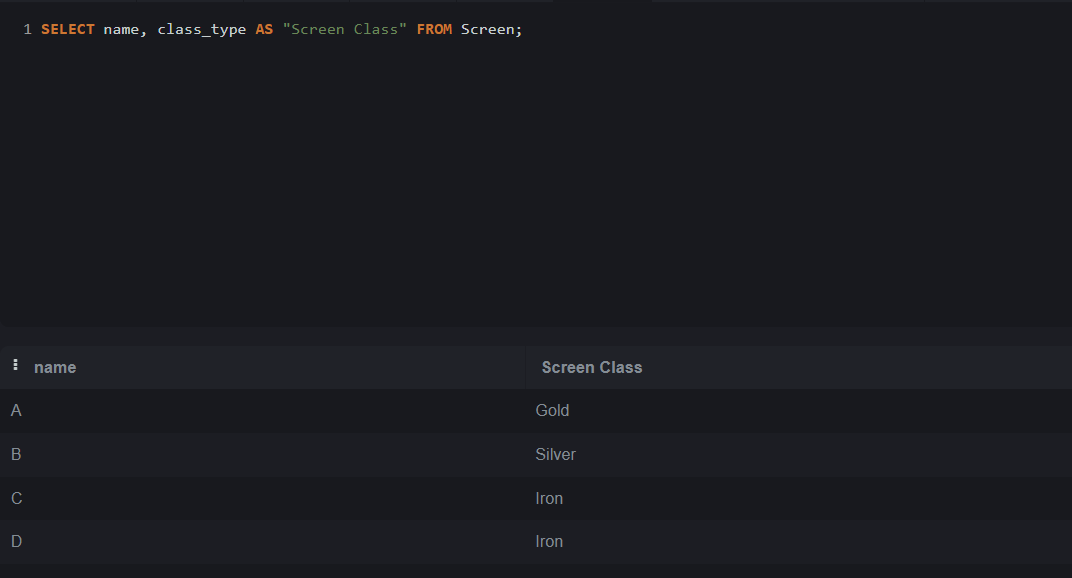 1 SELECT name, class_type AS "Screen Class" FROM Screen;
name Screen Class
A Gold
B Silver
C Iron
D Iron